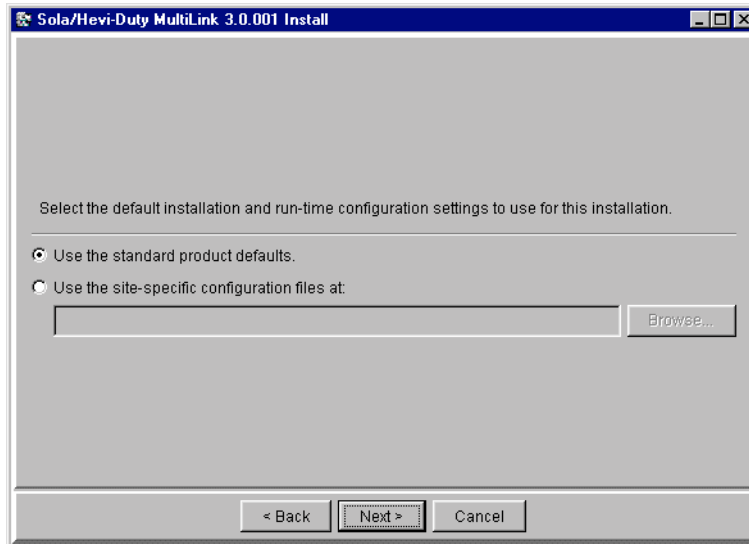 Sola/Hevi-Duty MultiLink 3.0.001 Install
Select the default installation and run-time configuration settings to use for this installation.
Use the standard product defaults.
Use the site-specific configuration files at:
Browse...
< Back
Next >
Cancel